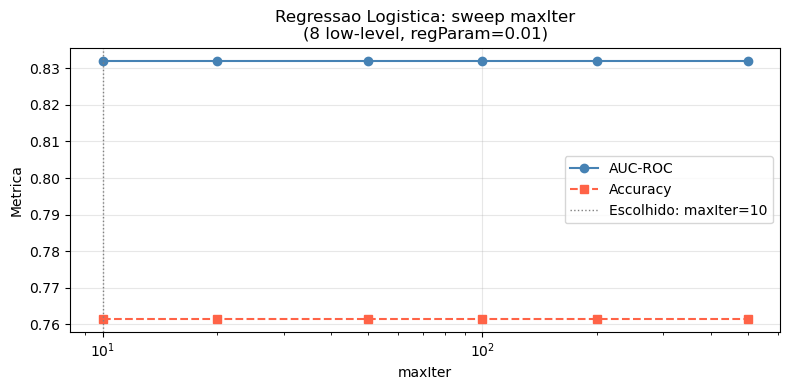 Regressao Logistica: sweep maxIter
(8 low-level, regParam=0.01)
Metrica
0.83
0.82
0.81
0.80
0.79
0.78
0.77
0.76
AUC-ROC
Accuracy
Escolhido: maxIter=10
10¹
10²
maxIter